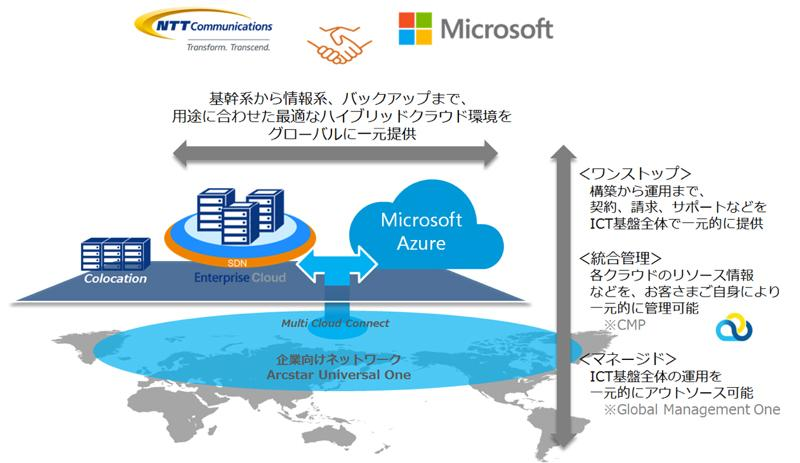 NTT Communications
Transform. Transcend.
Microsoft
基幹系から情報系、バックアップまで、
用途に合わせた最適なハイブリッドクラウド環境を
グローバルに一元提供
<ワンストップ>
構築から運用まで、
契約、請求、サポートなどを
ICT基盤全体で一元的に提供
Microsoft
Azure
SDN
Colocation
Enterprise Cloud
<統合管理>
各クラウドのリソース情報
などを、お客さまご自身により
一元的に管理可能
※CMP
Multi Cloud Connect
企業向けネットワーク
Arcstar Universal One
<マネージド>
ICT基盤全体の運用を
一元的にアウトソース可能
※Global Management One